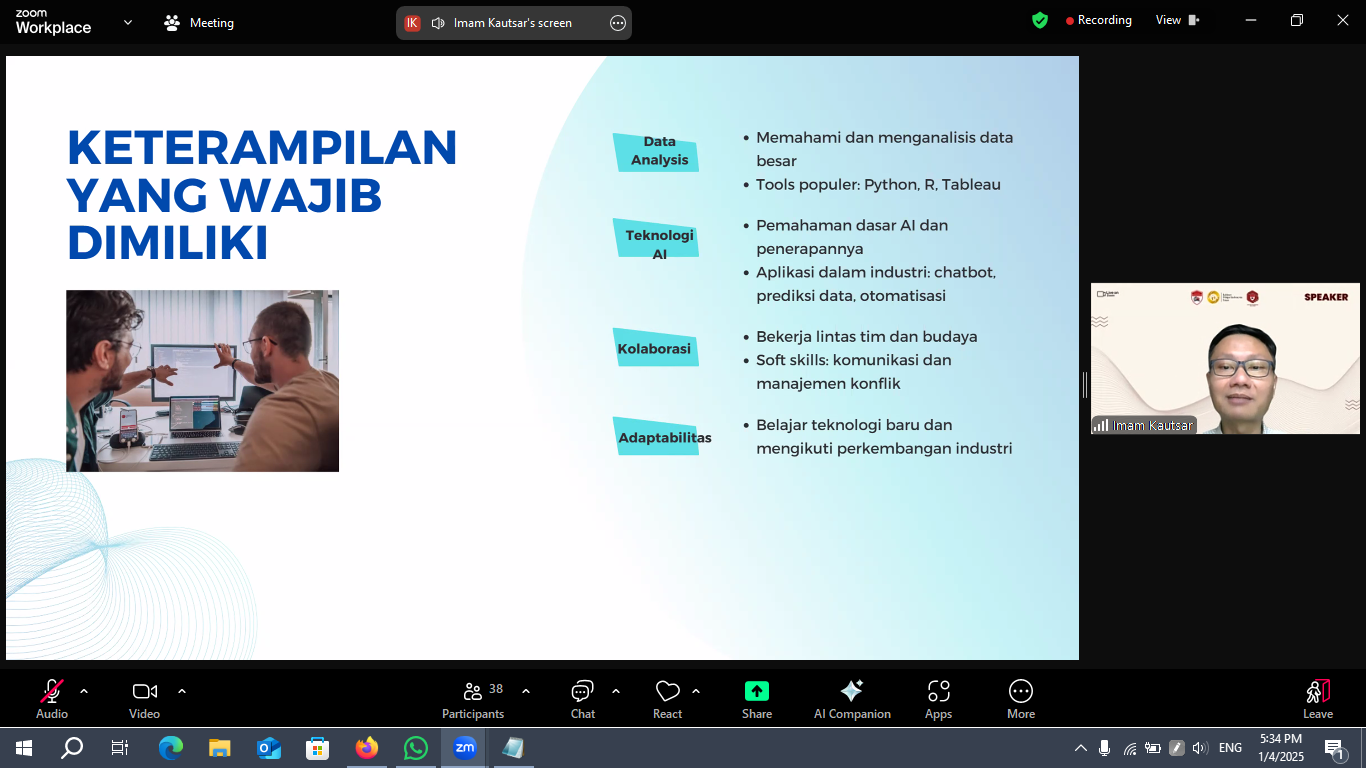 zoom
Workplace
Meeting
IK
Imam Kautsar's screen
Recording
View
KETERAMPILAN
YANG WAJIB
DIMILIKI
Data
Analysis
Memahami dan menganalisis data
besar
Tools populer: Python, R, Tableau
Teknologi
AI
Pemahaman dasar AI dan
penerapannya
Aplikasi dalam industri: chatbot,
prediksi data, otomatisasi
Kolaborasi
Bekerja lintas tim dan budaya
Soft skills: komunikasi dan
manajemen konflik
Adaptabilitas
Belajar teknologi baru dan
mengikuti perkembangan industri
SPEAKER
Imam Kautsar
Audio
Video
Participants
38
Chat
React
Share
AI Companion
Apps
More
Leave
zm
ENG
5:34 PM
1/4/2025
1